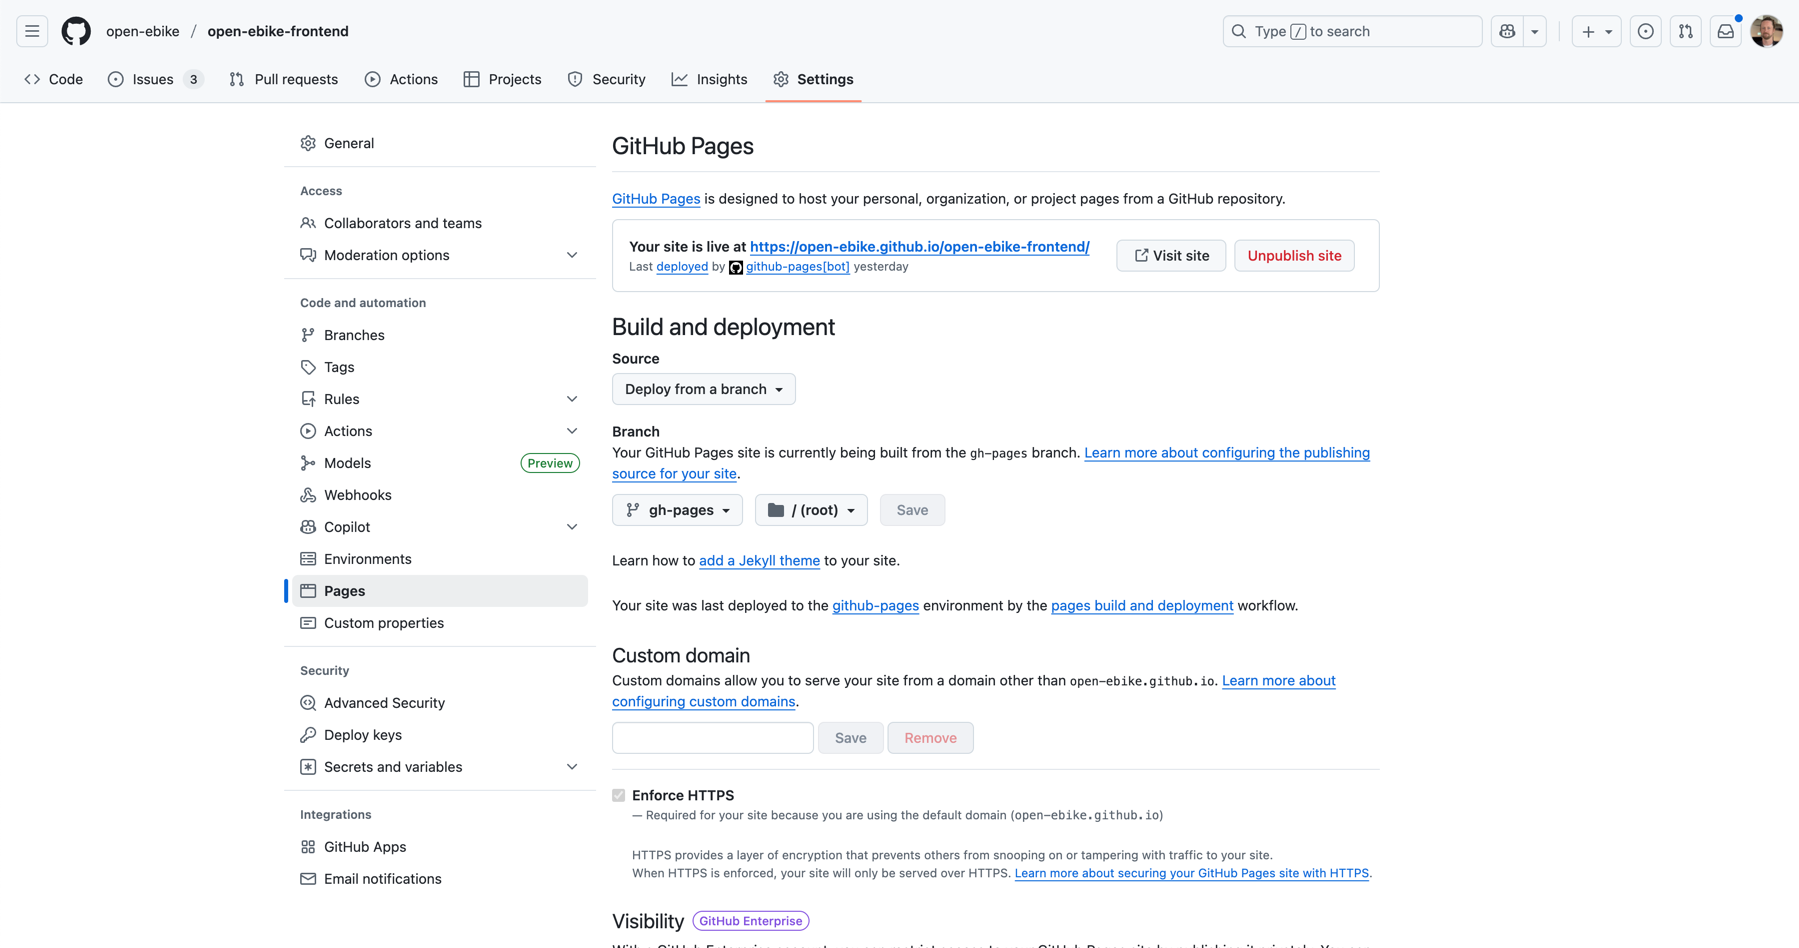 open-ebike / open-ebike-frontend
Type / to search
Code
Issues 3
Pull requests
Actions
Projects
Security
Insights
Settings
General
Access
Collaborators and teams
Moderation options
Code and automation
Branches
Tags
Rules
Actions
Models Preview
Webhooks
Copilot
Environments
Pages
Custom properties
Security
Advanced Security
Deploy keys
Secrets and variables
Integrations
GitHub Apps
Email notifications
GitHub Pages
GitHub Pages is designed to host your personal, organization, or project pages from a GitHub repository.
Your site is live at https://open-ebike.github.io/open-ebike-frontend/
Last deployed by github-pages[bot] yesterday
Visit site
Unpublish site
Build and deployment
Source
Deploy from a branch
Branch
Your GitHub Pages site is currently being built from the gh-pages branch. Learn more about configuring the publishing
source for your site.
gh-pages
/ (root)
Save
Learn how to add a Jekyll theme to your site.
Your site was last deployed to the github-pages environment by the pages build and deployment workflow.
Custom domain
Custom domains allow you to serve your site from a domain other than open-ebike.github.io. Learn more about
configuring custom domains.
Save
Remove
Enforce HTTPS
— Required for your site because you are using the default domain (open-ebike.github.io)
HTTPS provides a layer of encryption that prevents others from snooping on or tampering with traffic to your site.
When HTTPS is enforced, your site will only be served over HTTPS. Learn more about securing your GitHub Pages site with HTTPS.
Visibility GitHub Enterprise